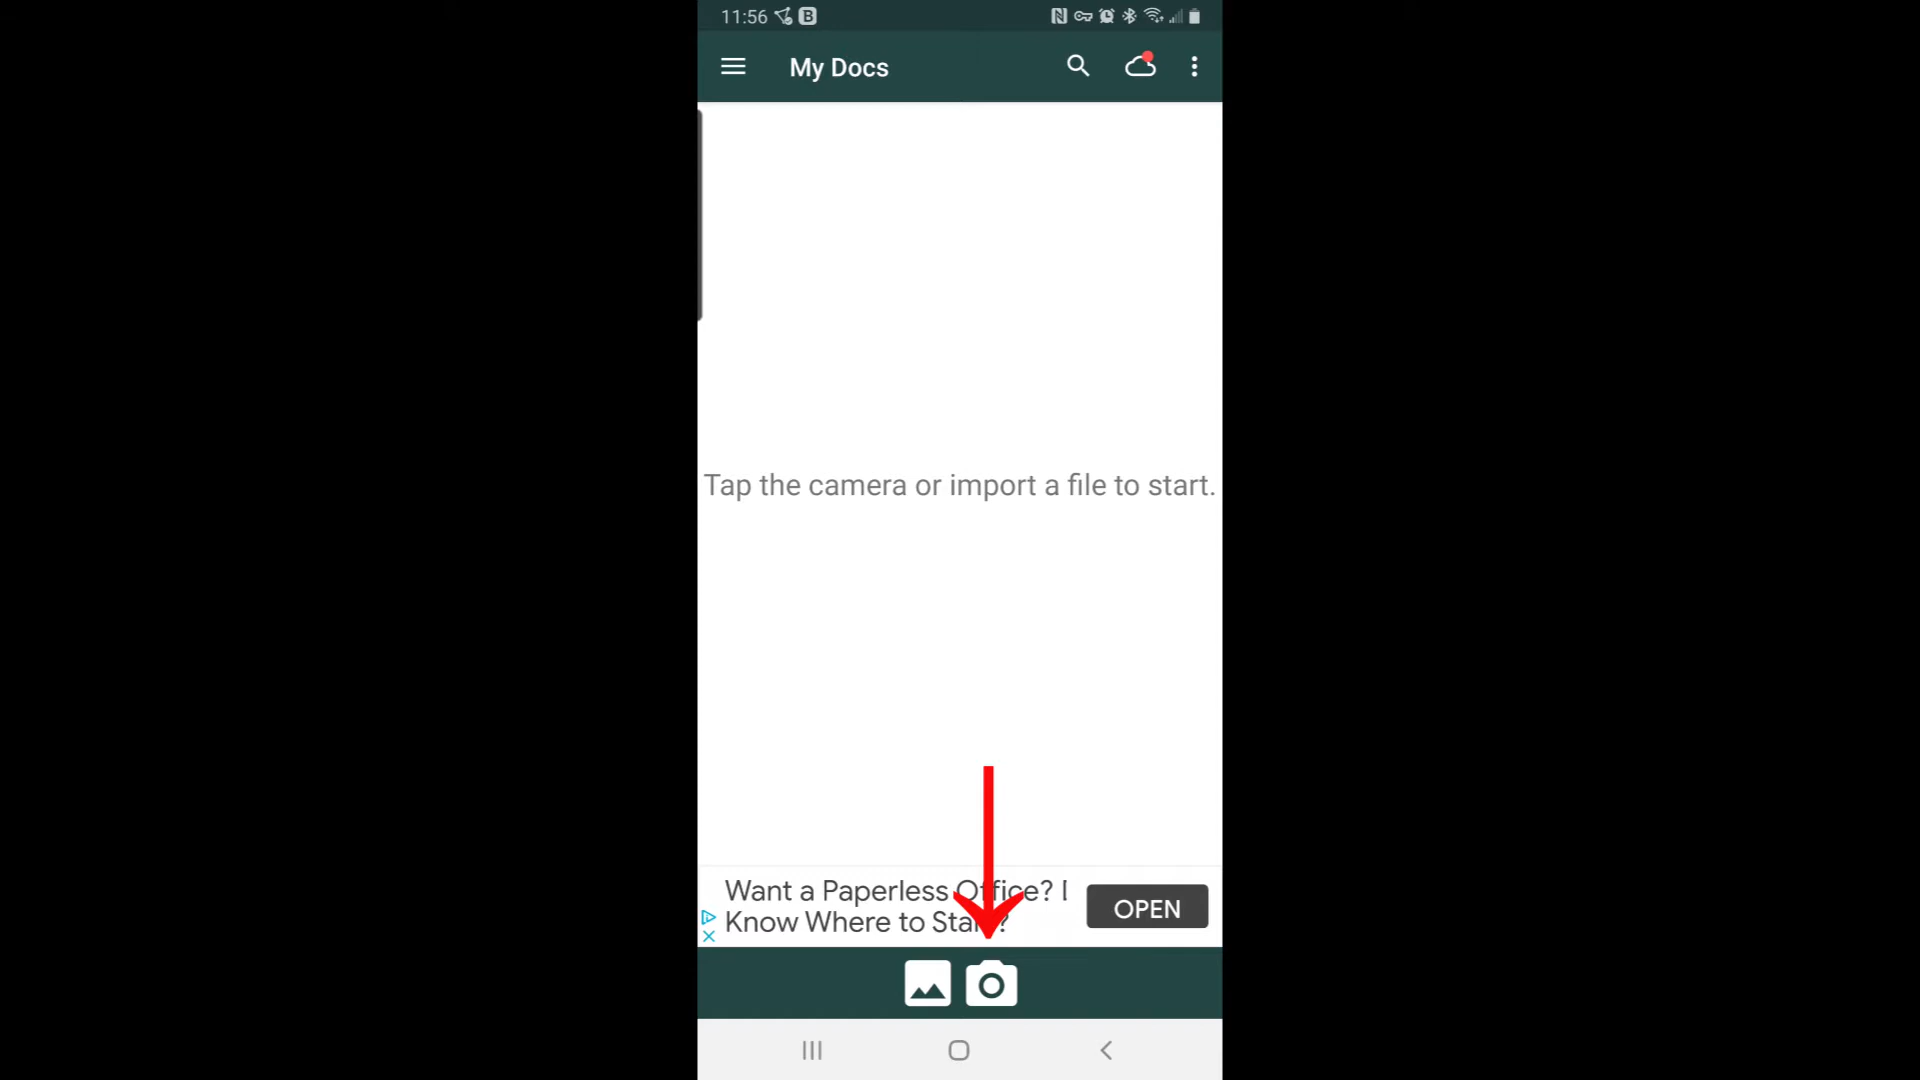 11:56 B N
My Docs
Tap the camera or import a file to start.
Want a Paperless Office?
Know Where to Start?
OPEN